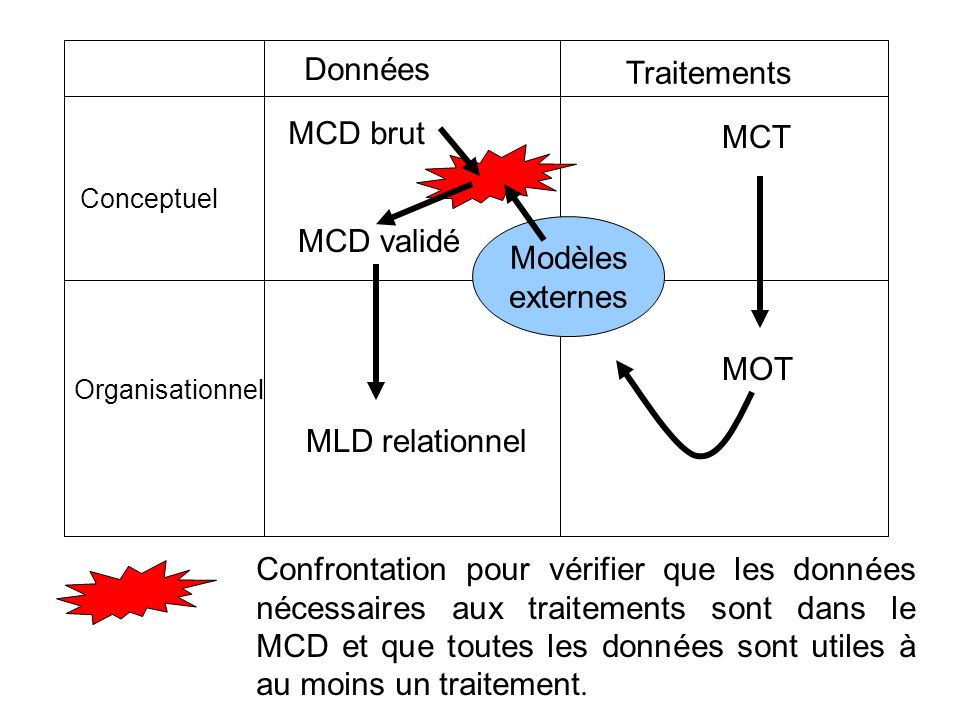 Données
Traitements
MCD brut
MCT
Conceptuel
MCD validé
Modèles
externes
MOT
Organisationnel
MLD relationnel
Confrontation pour vérifier que les données
nécessaires aux traitements sont dans le
MCD et que toutes les données sont utiles à
au moins un traitement.